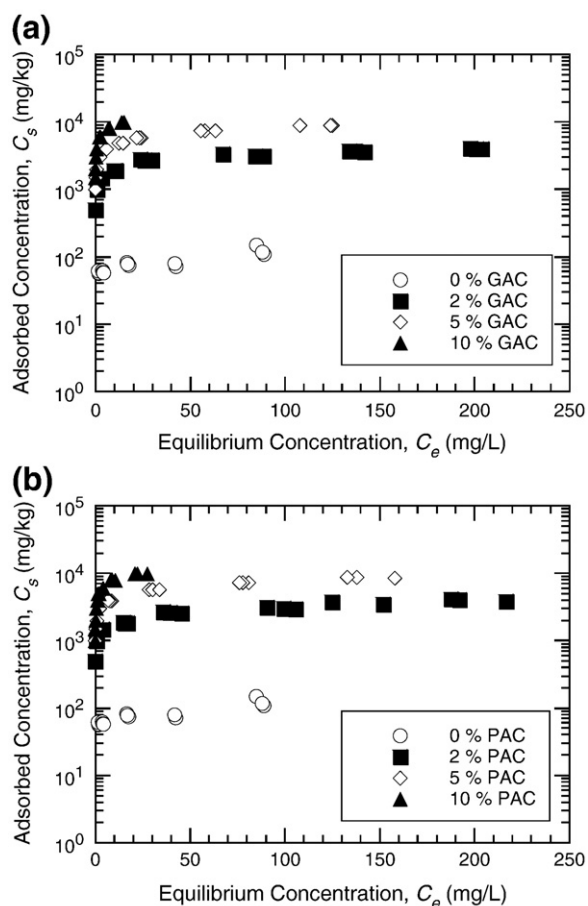 (a)
10^5
10^4
10^3
10^2
10^1
10^0
Adsorbed Concentration, C_s (mg/kg)
0 % GAC
2 % GAC
5 % GAC
10 % GAC
0 50 100 150 200 250
Equilibrium Concentration, C_e (mg/L)
(b)
10^5
10^4
10^3
10^2
10^1
10^0
Adsorbed Concentration, C_s (mg/kg)
0 % PAC
2 % PAC
5 % PAC
10 % PAC
0 50 100 150 200 250
Equilibrium Concentration, C_e (mg/L)